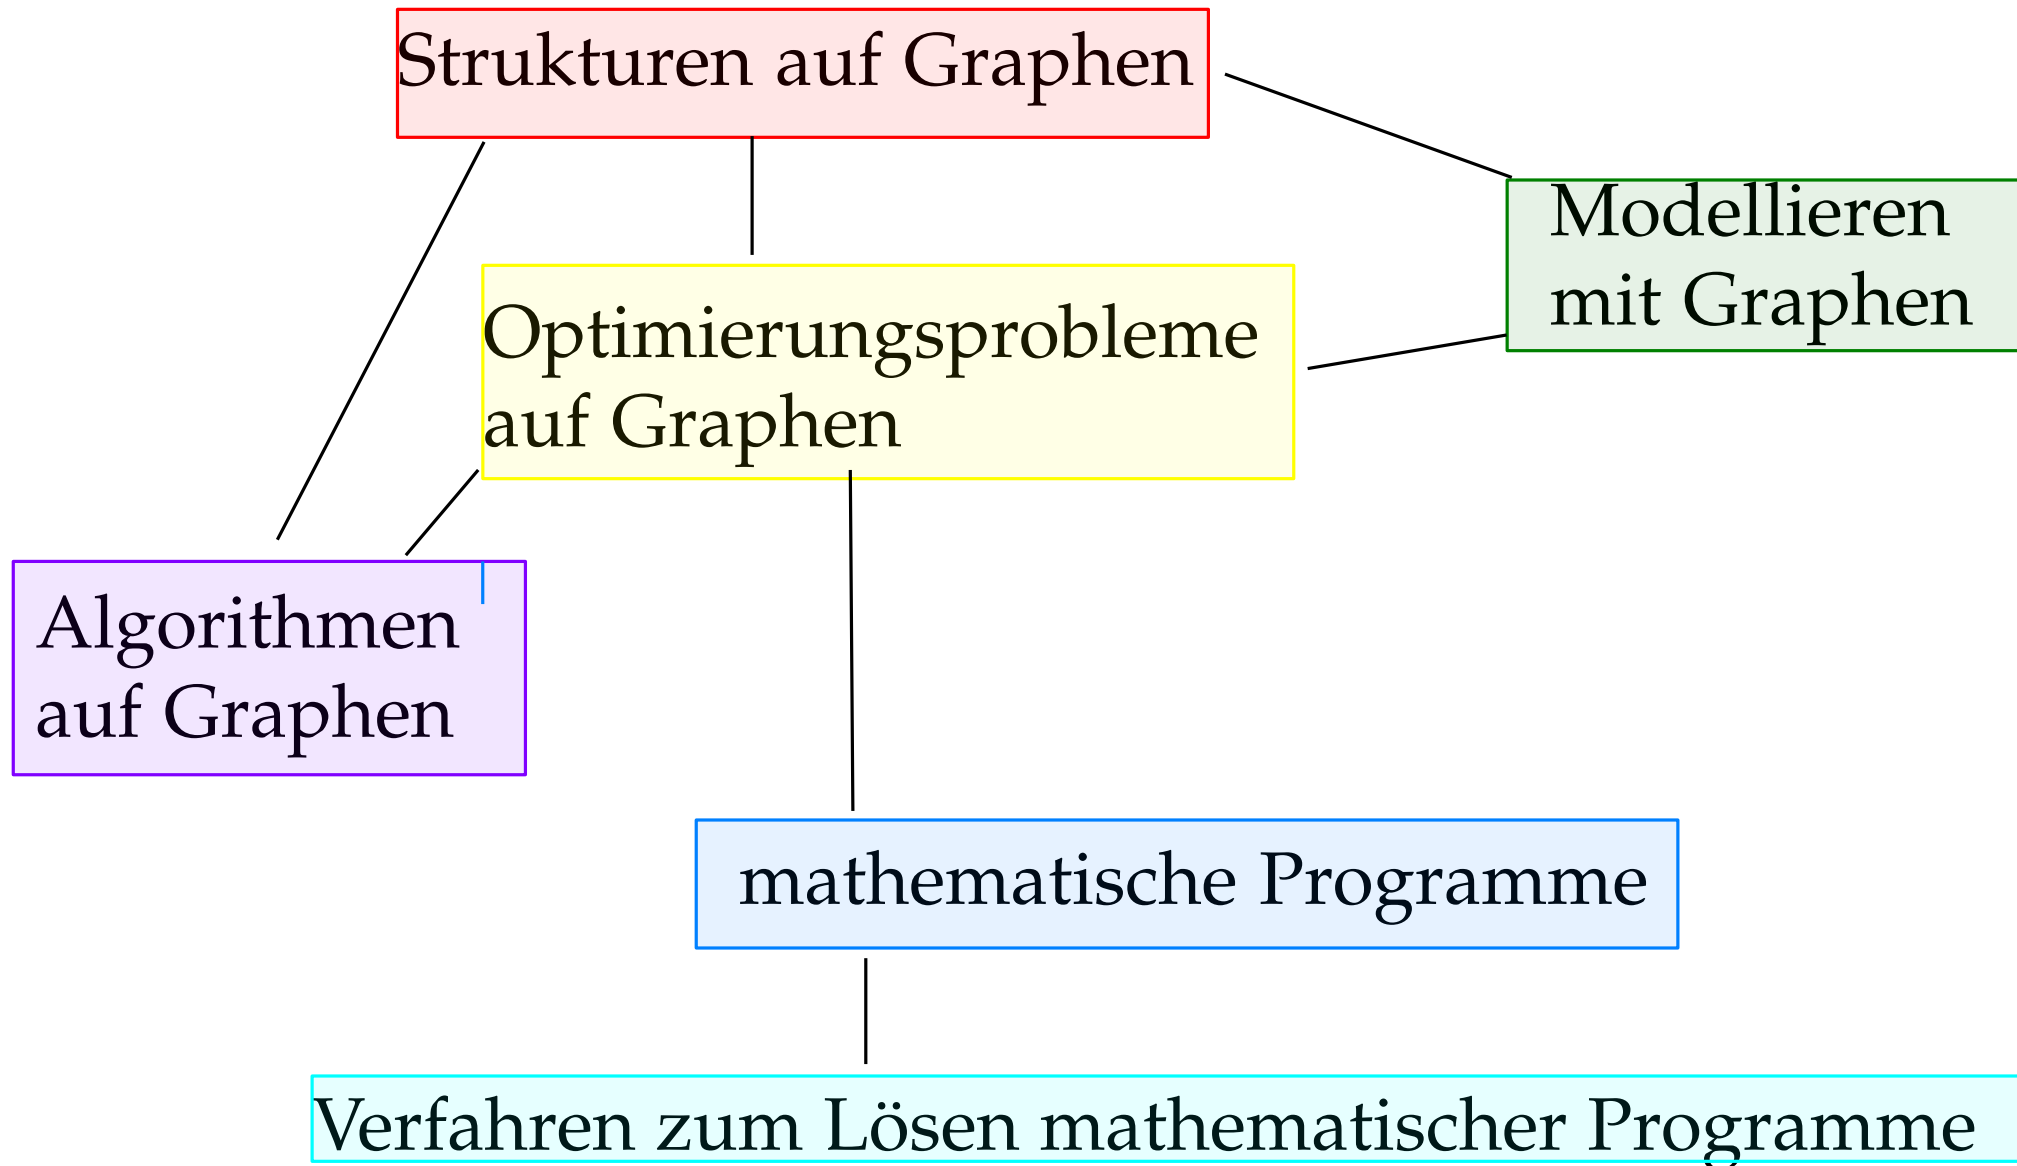 Strukturen auf Graphen
Modellieren
mit Graphen
Optimierungsprobleme
auf Graphen
Algorithmen
auf Graphen
mathematische Programme
Verfahren zum Lösen mathematischer Programme